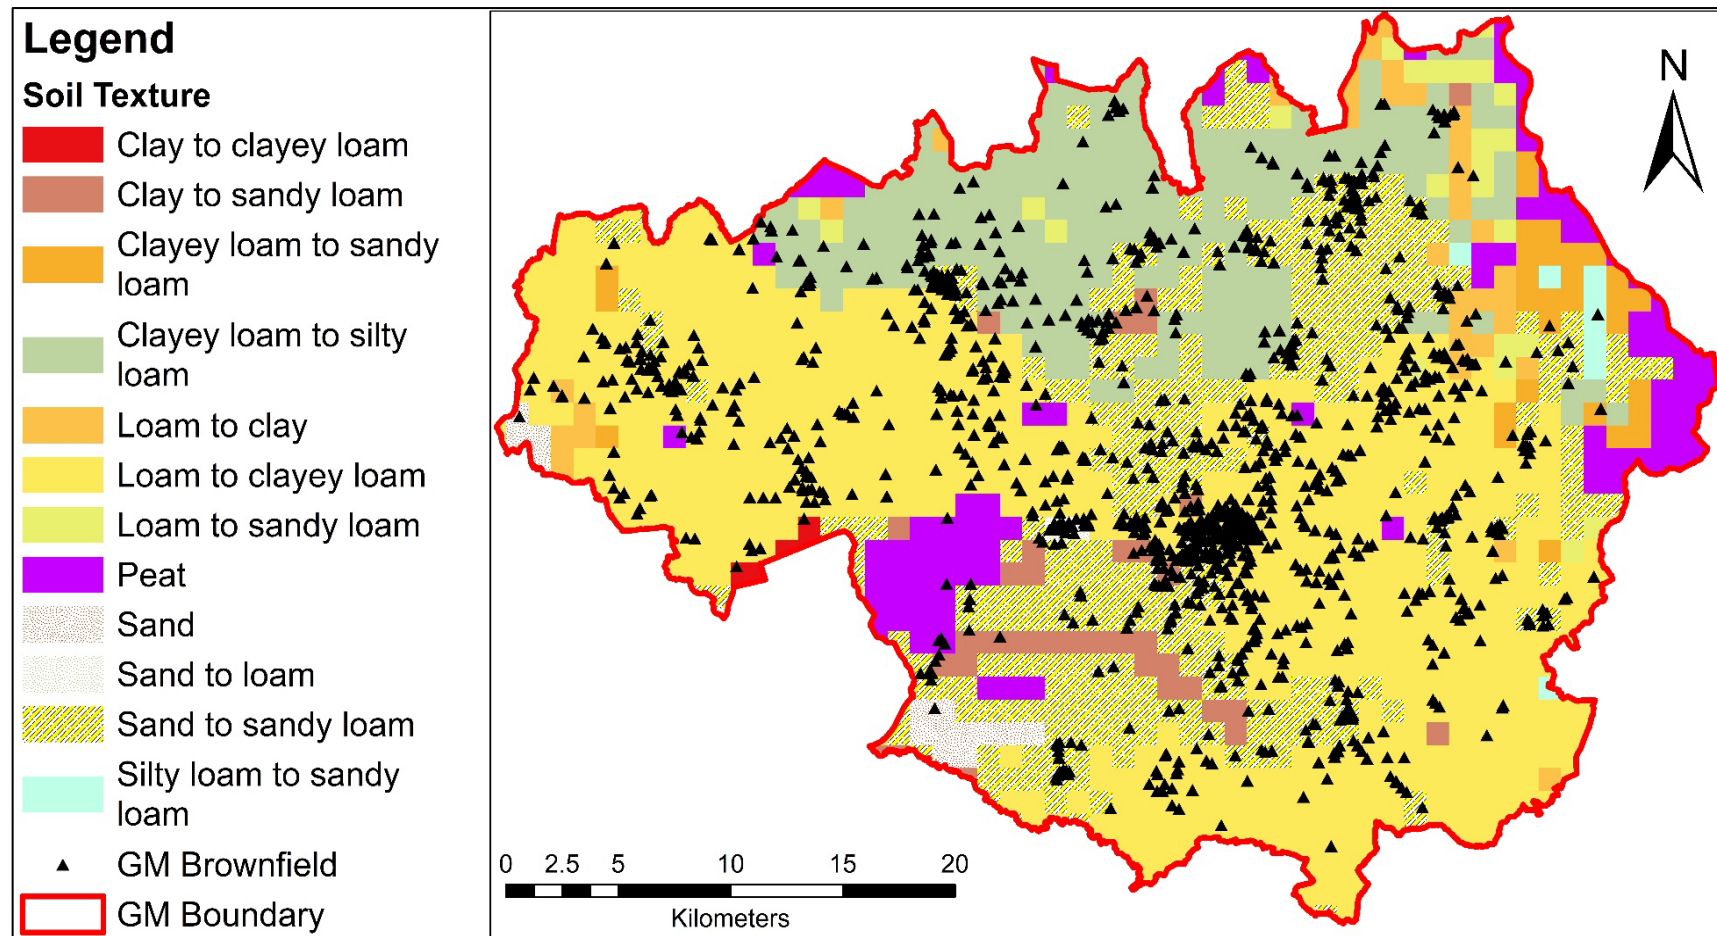 Legend
Soil Texture
Clay to clayey loam
Clay to sandy loam
Clayey loam to sandy
loam
Clayey loam to silty
loam
Loam to clay
Loam to clayey loam
Loam to sandy loam
Peat
Sand
Sand to loam
Sand to sandy loam
Silty loam to sandy
loam
GM Brownfield
GM Boundary
N
0 2.5 5 10 15 20
Kilometers